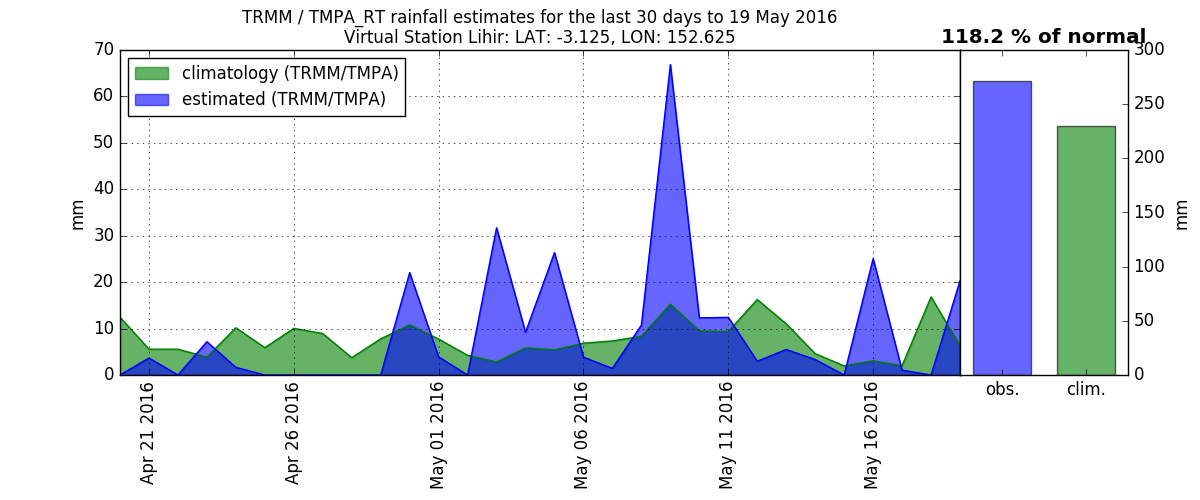 TRMM / TMPA_RT rainfall estimates for the last 30 days to 19 May 2016
Virtual Station Lihir: LAT: -3.125, LON: 152.625
118.2 % of normal
climatology (TRMM/TMPA)
estimated (TRMM/TMPA)
70
60
50
40
30
20
10
0
mm
300
250
200
150
100
50
0
mm
Apr 21 2016
Apr 26 2016
May 01 2016
May 06 2016
May 11 2016
May 16 2016
obs.
clim.